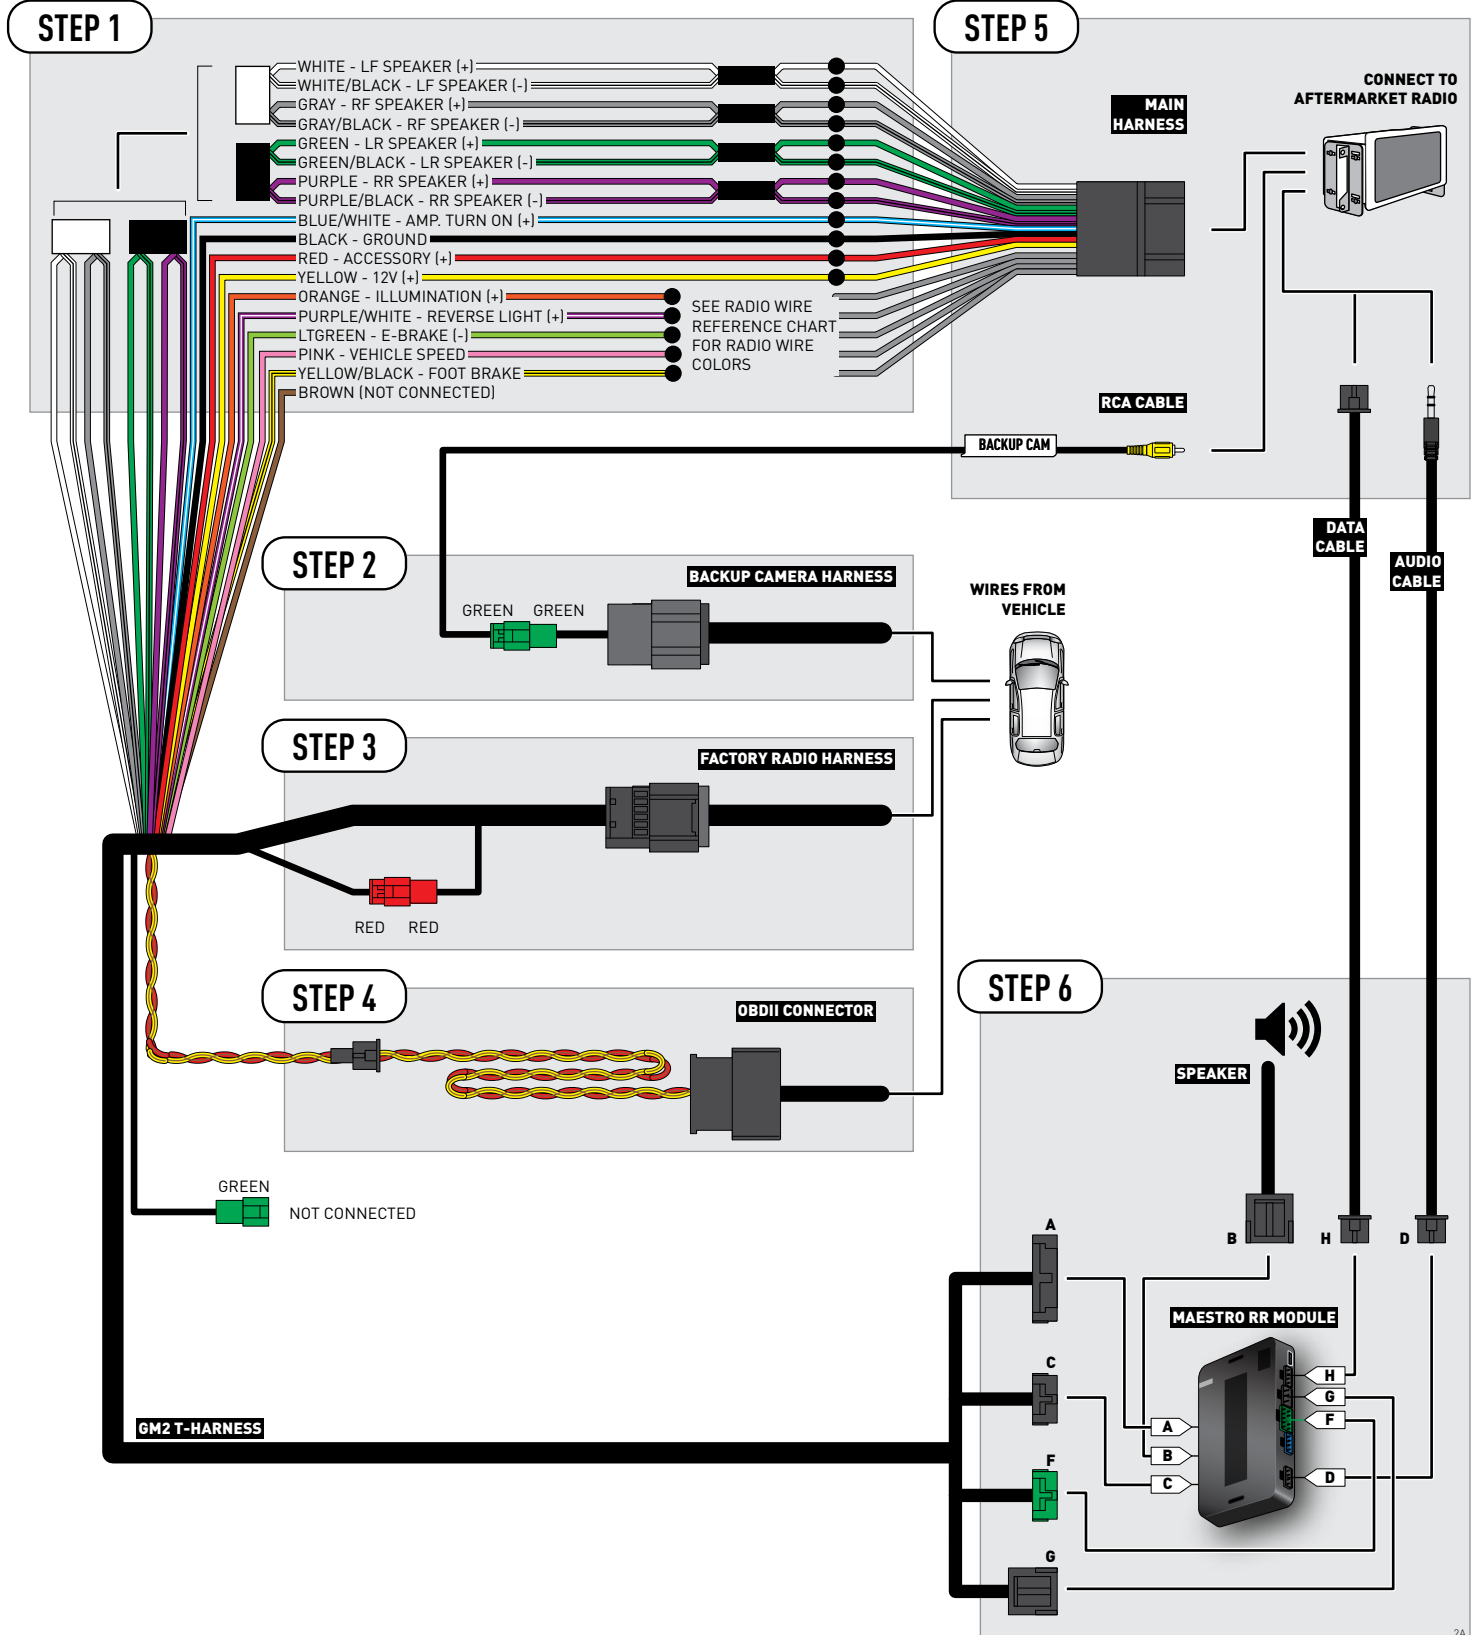 STEP 1
WHITE - LF SPEAKER (+)
WHITE/BLACK - LF SPEAKER (-)
GRAY - RF SPEAKER (+)
GRAY/BLACK - RF SPEAKER (-)
GREEN - LR SPEAKER (+)
GREEN/BLACK - LR SPEAKER (-)
PURPLE - RR SPEAKER (+)
PURPLE/BLACK - RR SPEAKER (-)
BLUE/WHITE - AMP. TURN ON (+)
BLACK - GROUND
RED - ACCESSORY (+)
YELLOW - 12V (+)
ORANGE - ILLUMINATION (+)
PURPLE/WHITE - REVERSE LIGHT (+)
LTGREEN - E-BRAKE (-)
PINK - VEHICLE SPEED
YELLOW/BLACK - FOOT BRAKE
BROWN (NOT CONNECTED)
SEE RADIO WIRE
REFERENCE CHART
FOR RADIO WIRE
COLORS
STEP 5
CONNECT TO
AFTERMARKET RADIO
MAIN
HARNESS
RCA CABLE
BACKUP CAM
DATA
CABLE
AUDIO
CABLE
STEP 2
BACKUP CAMERA HARNESS
GREEN GREEN
WIRES FROM
VEHICLE
STEP 3
FACTORY RADIO HARNESS
RED RED
STEP 4
OBDII CONNECTOR
GREEN
NOT CONNECTED
GM2 T-HARNESS
STEP 6
SPEAKER
B
H
D
A
C
F
G
MAESTRO RR MODULE
H
G
F
D
A
B
C
2A